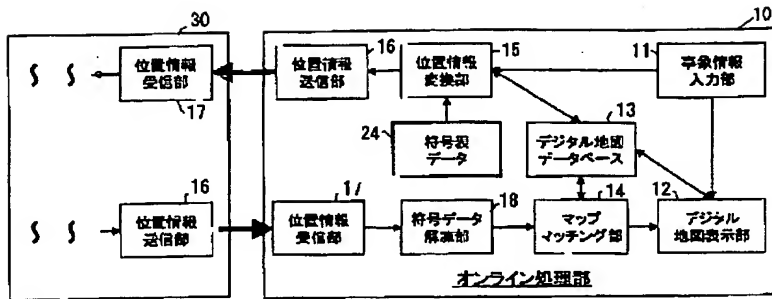 30
10
位置情報
受信部
17
位置情報
送信部
16
位置情報
変換部
15
事象情報
入力部
11
符号表
データ
24
デジタル地図
データベース
13
位置情報
送信部
16
位置情報
受信部
17
符号データ
解凍部
18
マップ
マッチング部
14
デジタル
地図表示部
12
オンライン処理部